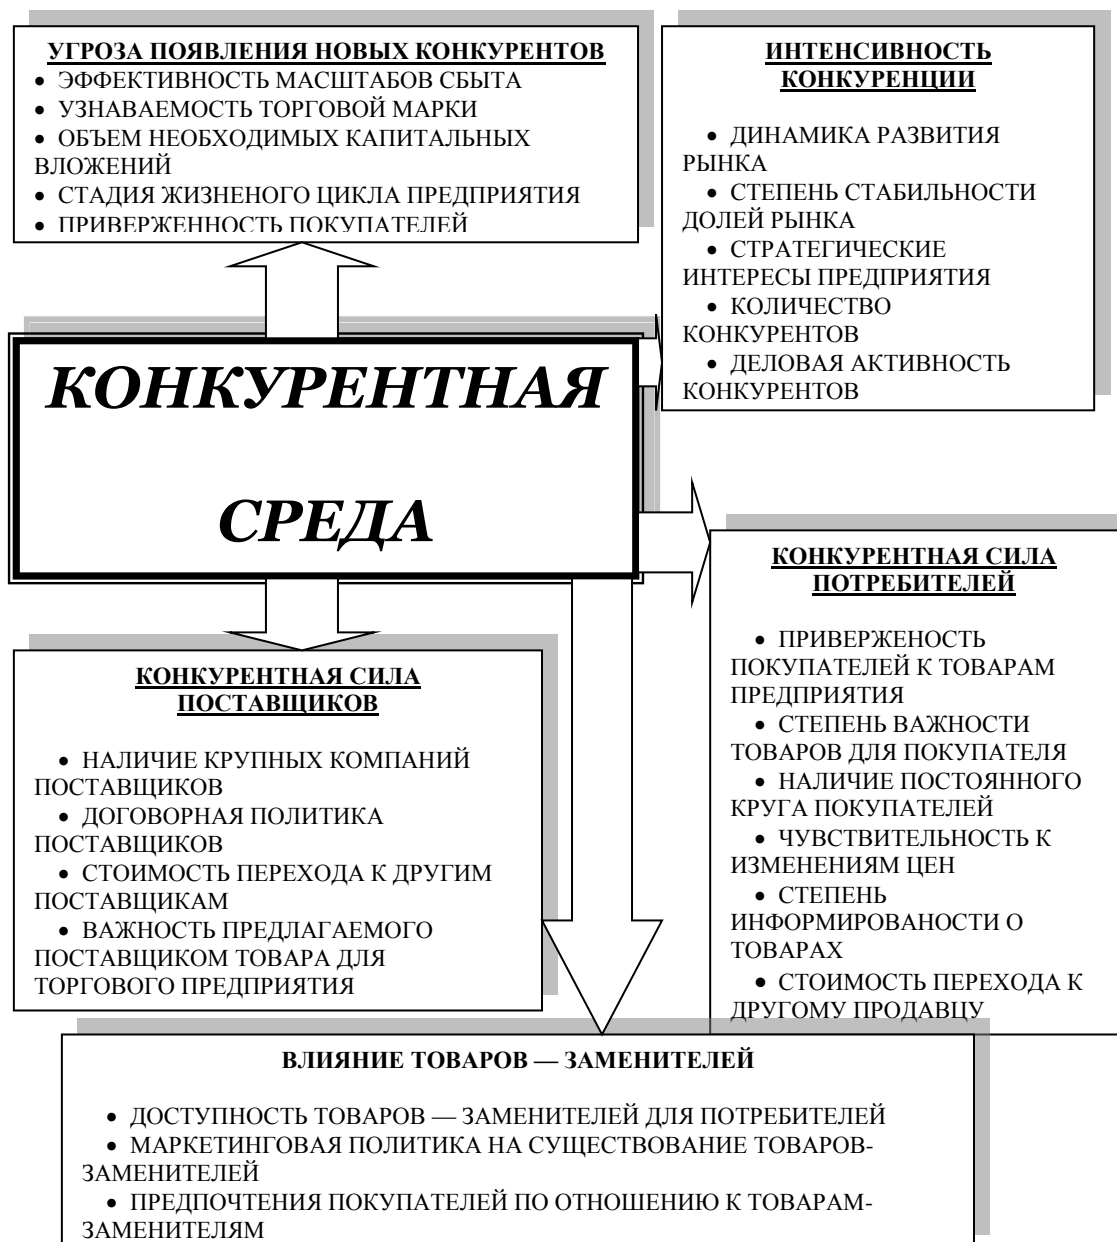 УГРОЗА ПОЯВЛЕНИЯ НОВЫХ КОНКУРЕНТОВ
• ЭФФЕКТИВНОСТЬ МАСШТАБОВ СБЫТА
• УЗНАВАЕМОСТЬ ТОРГОВОЙ МАРКИ
• ОБЪЕМ НЕОБХОДИМЫХ КАПИТАЛЬНЫХ
ВЛОЖЕНИЙ
• СТАДИЯ ЖИЗНЕНОГО ЦИКЛА ПРЕДПРИЯТИЯ
• ПРИВЕРЖЕННОСТЬ ПОКУПАТЕЛЕЙ
ИНТЕНСИВНОСТЬ
КОНКУРЕНЦИИ
• ДИНАМИКА РАЗВИТИЯ
РЫНКА
• СТЕПЕНЬ СТАБИЛЬНОСТИ
ДОЛЕЙ РЫНКА
• СТРАТЕГИЧЕСКИЕ
ИНТЕРЕСЫ ПРЕДПРИЯТИЯ
• КОЛИЧЕСТВО
КОНКУРЕНТОВ
• ДЕЛОВАЯ АКТИВНОСТЬ
КОНКУРЕНТОВ
КОНКУРЕНТНАЯ
СРЕДА
КОНКУРЕНТНАЯ СИЛА
ПОТРЕБИТЕЛЕЙ
• ПРИВЕРЖЕНОСТЬ
ПОКУПАТЕЛЕЙ К ТОВАРАМ
ПРЕДПРИЯТИЯ
• СТЕПЕНЬ ВАЖНОСТИ
ТОВАРОВ ДЛЯ ПОКУПАТЕЛЯ
• НАЛИЧИЕ ПОСТОЯННОГО
КРУГА ПОКУПАТЕЛЕЙ
• ЧУВСТВИТЕЛЬНОСТЬ К
ИЗМЕНЕНИЯМ ЦЕН
• СТЕПЕНЬ
ИНФОРМИРОВАНОСТИ О
ТОВАРАХ
• СТОИМОСТЬ ПЕРЕХОДА К
ДРУГОМУ ПРОДАВЦУ
КОНКУРЕНТНАЯ СИЛА
ПОСТАВЩИКОВ
• НАЛИЧИЕ КРУПНЫХ КОМПАНИЙ
ПОСТАВЩИКОВ
• ДОГОВОРНАЯ ПОЛИТИКА
ПОСТАВЩИКОВ
• СТОИМОСТЬ ПЕРЕХОДА К ДРУГИМ
ПОСТАВЩИКАМ
• ВАЖНОСТЬ ПРЕДЛАГАЕМОГО
ПОСТАВЩИКОМ ТОВАРА ДЛЯ
ТОРГОВОГО ПРЕДПРИЯТИЯ
ВЛИЯНИЕ ТОВАРОВ — ЗАМЕНИТЕЛЕЙ
• ДОСТУПНОСТЬ ТОВАРОВ — ЗАМЕНИТЕЛЕЙ ДЛЯ ПОТРЕБИТЕЛЕЙ
• МАРКЕТИНГОВАЯ ПОЛИТИКА НА СУЩЕСТВОВАНИЕ ТОВАРОВ-
ЗАМЕНИТЕЛЕЙ
• ПРЕДПОЧТЕНИЯ ПОКУПАТЕЛЕЙ ПО ОТНОШЕНИЮ К ТОВАРАМ-
ЗАМЕНИТЕЛЯМ